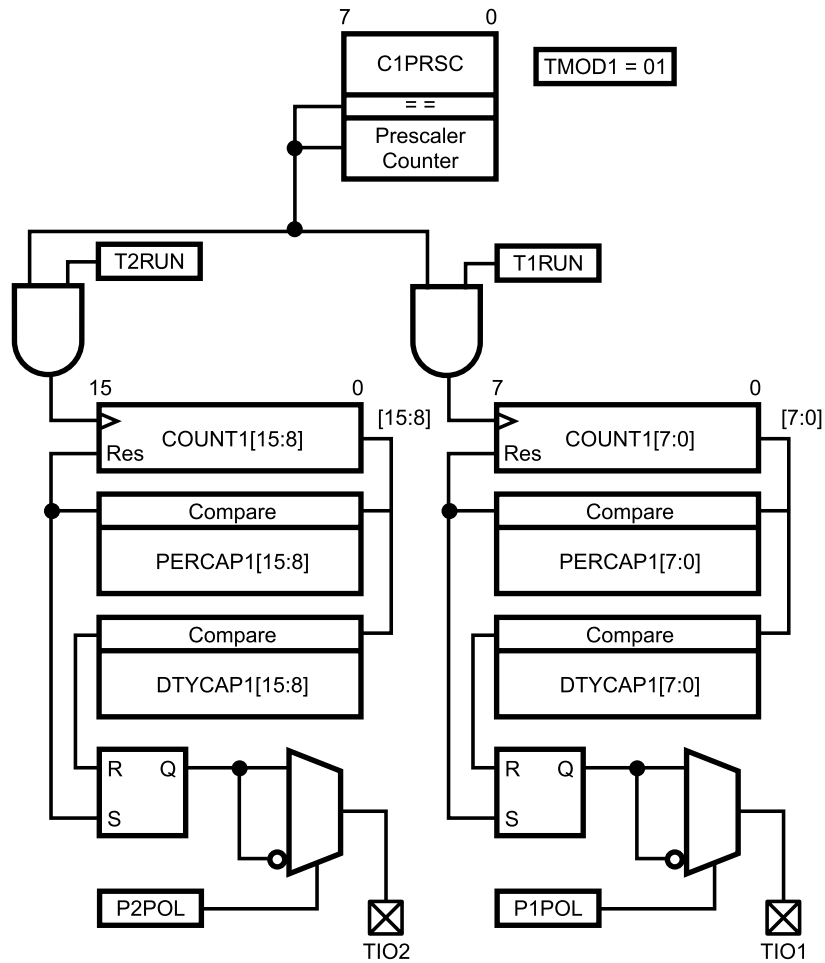 7 0
C1PRSC
TMOD1 = 01
= =
Prescaler
Counter
T2RUN
T1RUN
15 0
[15:8]
7 0
[7:0]
COUNT1[15:8]
Res
COUNT1[7:0]
Res
Compare
PERCAP1[15:8]
Compare
PERCAP1[7:0]
Compare
DTYCAP1[15:8]
Compare
DTYCAP1[7:0]
R Q
S
R Q
S
P2POL
P1POL
TIO2
TIO1